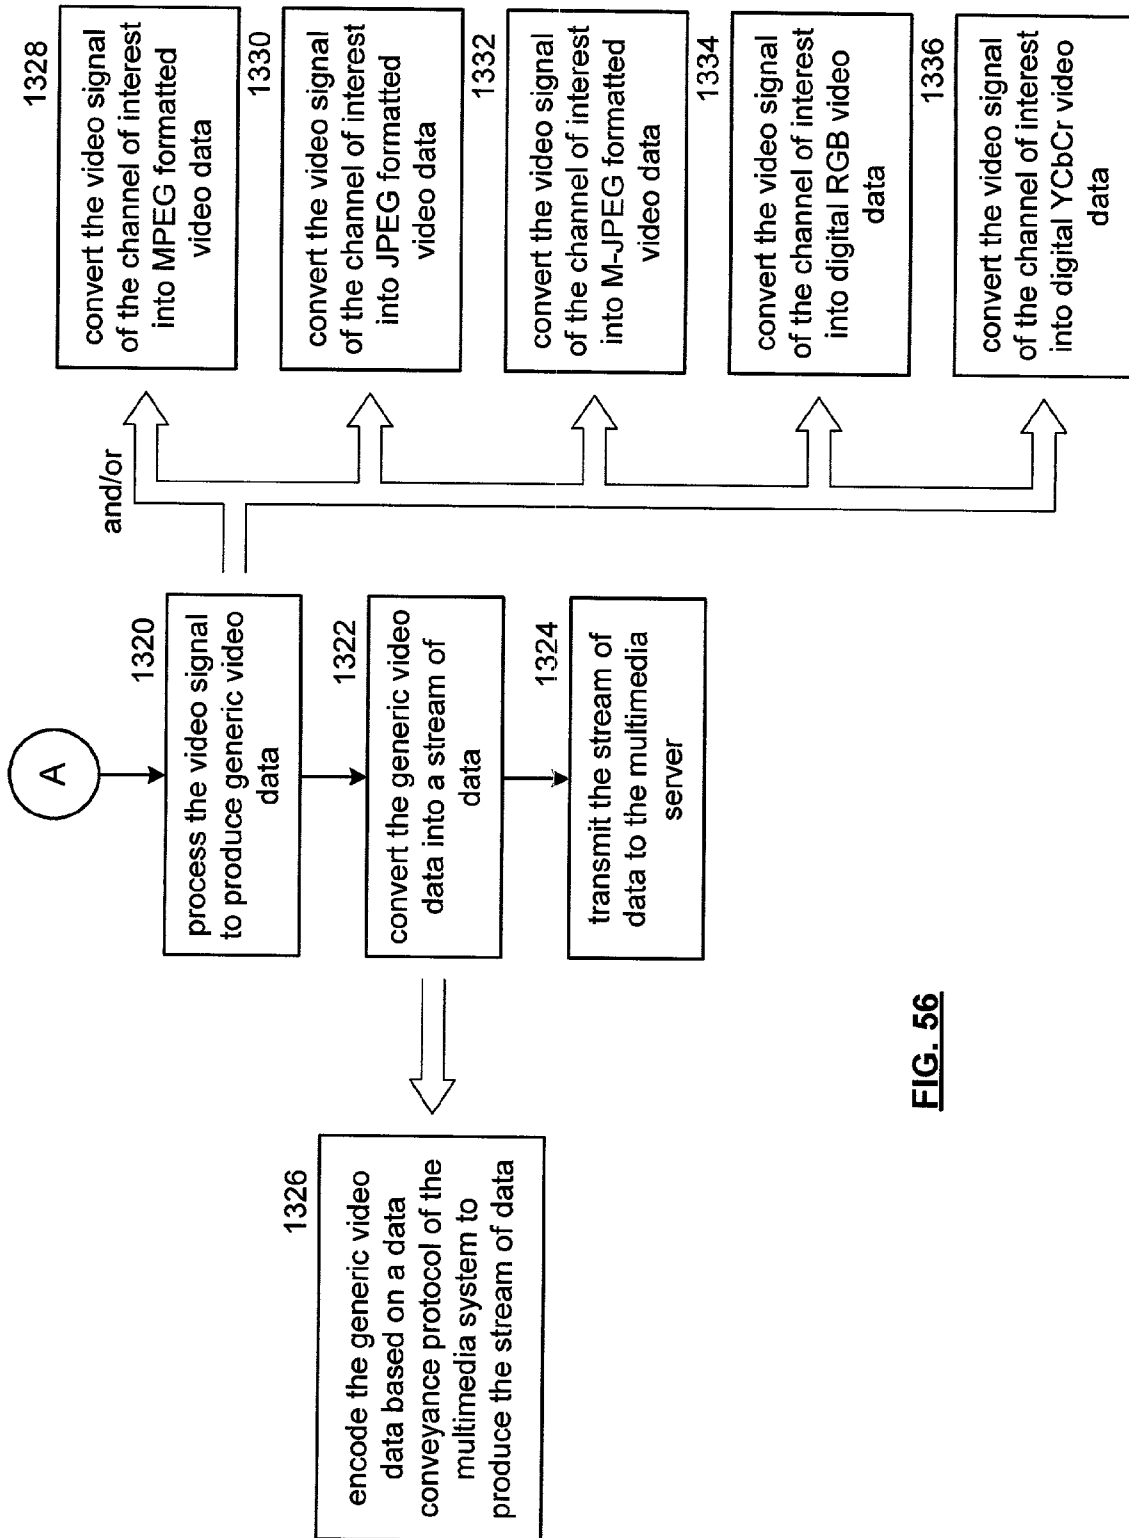 A
1320
process the video signal
to produce generic video
data
1322
convert the generic video
data into a stream of
data
1324
transmit the stream of
data to the multimedia
server
1326
encode the generic video
data based on a data
conveyance protocol of the
multimedia system to
produce the stream of data
and/or
1328
convert the video signal
of the channel of interest
into MPEG formatted
video data
1330
convert the video signal
of the channel of interest
into JPEG formatted
video data
1332
convert the video signal
of the channel of interest
into M-JPEG formatted
video data
1334
convert the video signal
of the channel of interest
into digital RGB video
data
1336
convert the video signal
of the channel of interest
into digital YCbCr video
data
FIG. 56